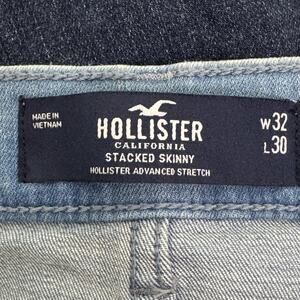 MADE IN
VIETNAM
HOLLISTER
CALIFORNIA
STACKED SKINNY
HOLLISTER ADVANCED STRETCH
W32
L30